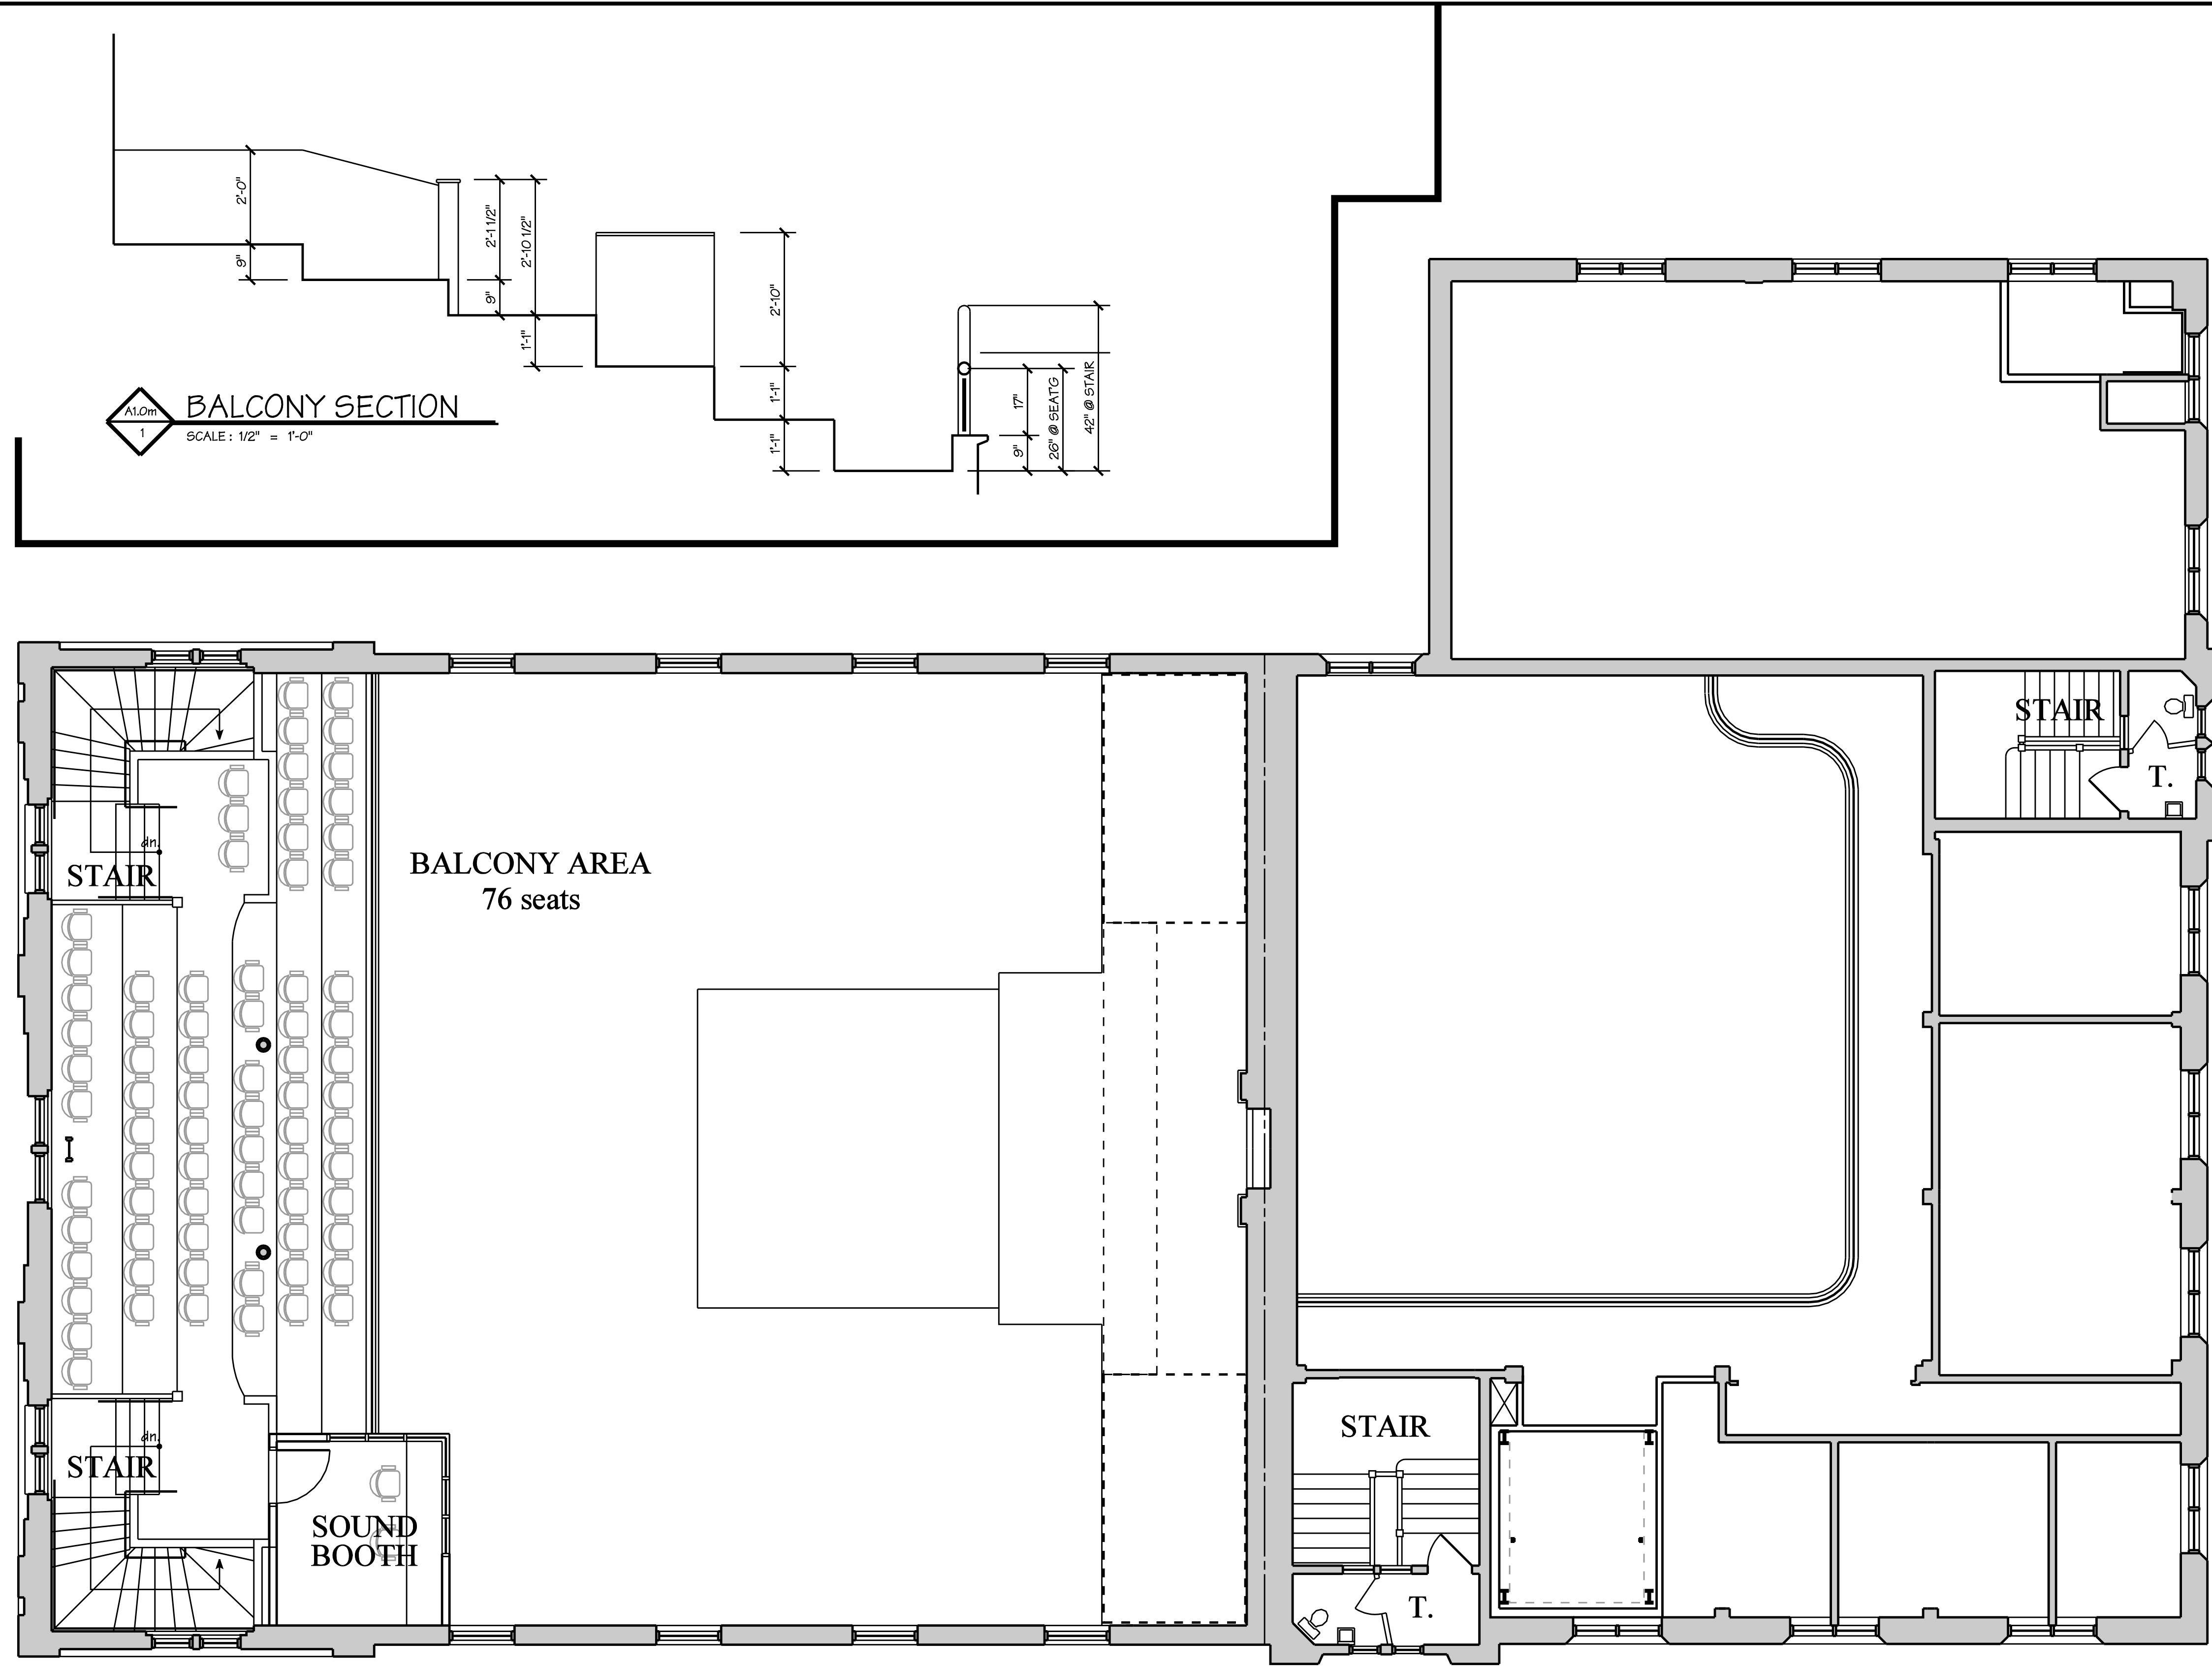 2'-0"
9"
2'-1 1/2"
9"
2'-10 1/2"
1'-1"
2'-10"
1'-1"
1'-1"
17"
9"
26" @ SEAT'G
42" @ STAIR
A1.0m
1
BALCONY SECTION
SCALE : 1/2" = 1'-0"
STAIR
T.
dn.
STAIR
BALCONY AREA
76 seats
dn.
STAIR
SOUND
BOOTH
STAIR
T.